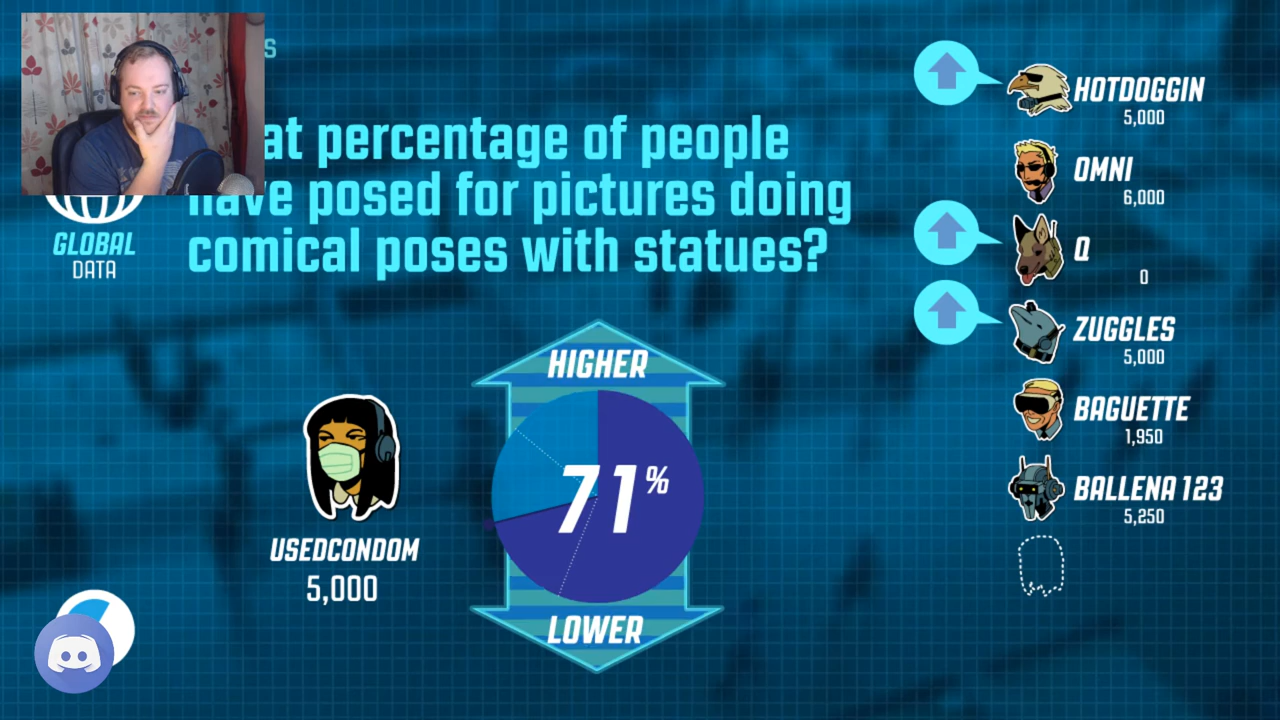 S
at percentage of people
have posed for pictures doing
comical poses with statues?
GLOBAL
DATA
HIGHER
71%
LOWER
USEDCONDOM
5,000
HOTDOGGIN
5,000
OMNI
6,000
Q
0
ZUGGLES
5,000
BAGUETTE
1,950
BALLENA 123
5,250